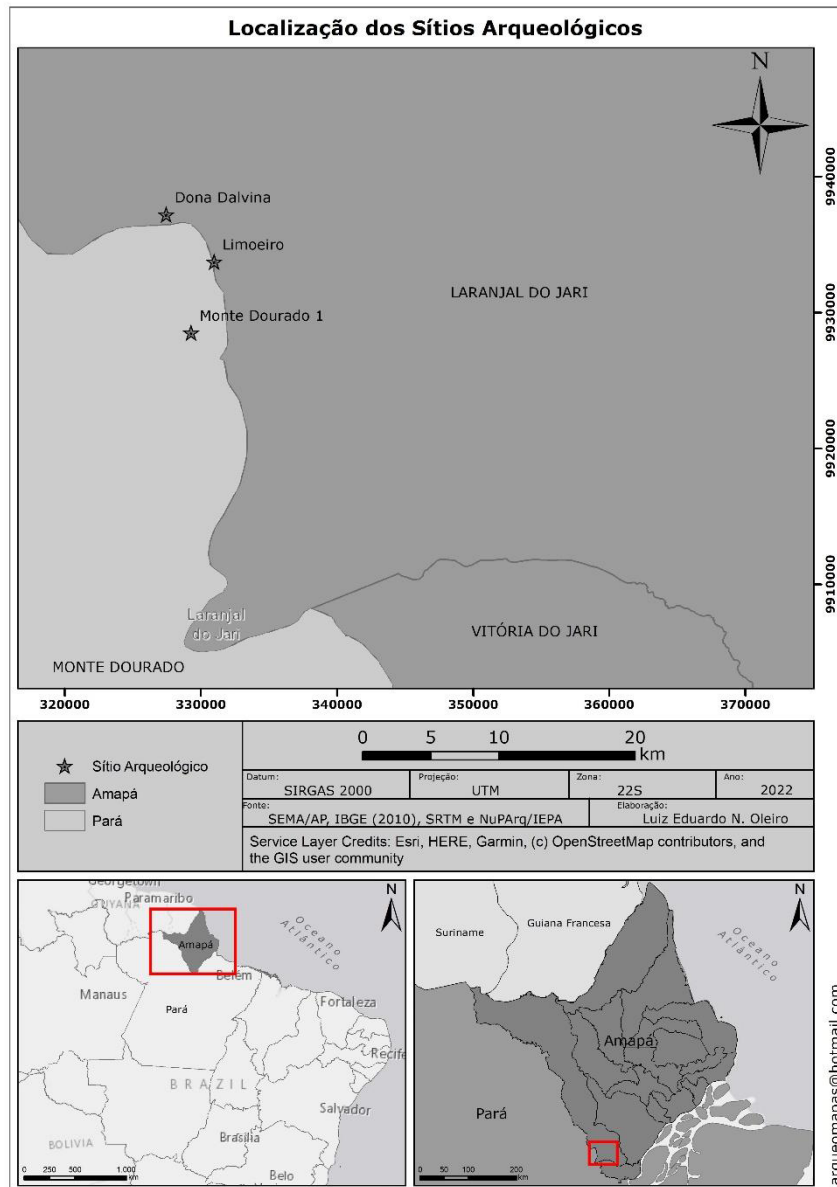 Localização dos Sítios Arqueológicos
N
Dona Dalvina
Limoeiro
Monte Dourado 1
LARANJAL DO JARI
Laranjal
do Jari
VITÓRIA DO JARI
MONTE DOURADO
9940000
9930000
9920000
9910000
320000 330000 340000 350000 360000 370000
Sítio Arqueológico
Amapá
Pará
0 5 10 20
km
Datum: SIRGAS 2000 Projeção: UTM Zona: 22S Ano: 2022
Fonte: SEMA/AP, IBGE (2010), SRTM e NuPArq/IEPA Elaboração: Luiz Eduardo N. Oleiro
Service Layer Credits: Esri, HERE, Garmin, (c) OpenStreetMap contributors, and
the GIS user community
Georgetown
Paramaribo
GUYANA
N
Oceano
Atlântico
Amapá
Belém
Manaus
Pará
Fortaleza
Recife
BRAZIL
Salvador
Brasília
BOLIVIA
Belo
0 250 500 1.000
km
N
Suriname
Guiana Francesa
Oceano
Atlântico
Amapá
Pará
0 50 100 200
km
arqueomapas@hotmail.com